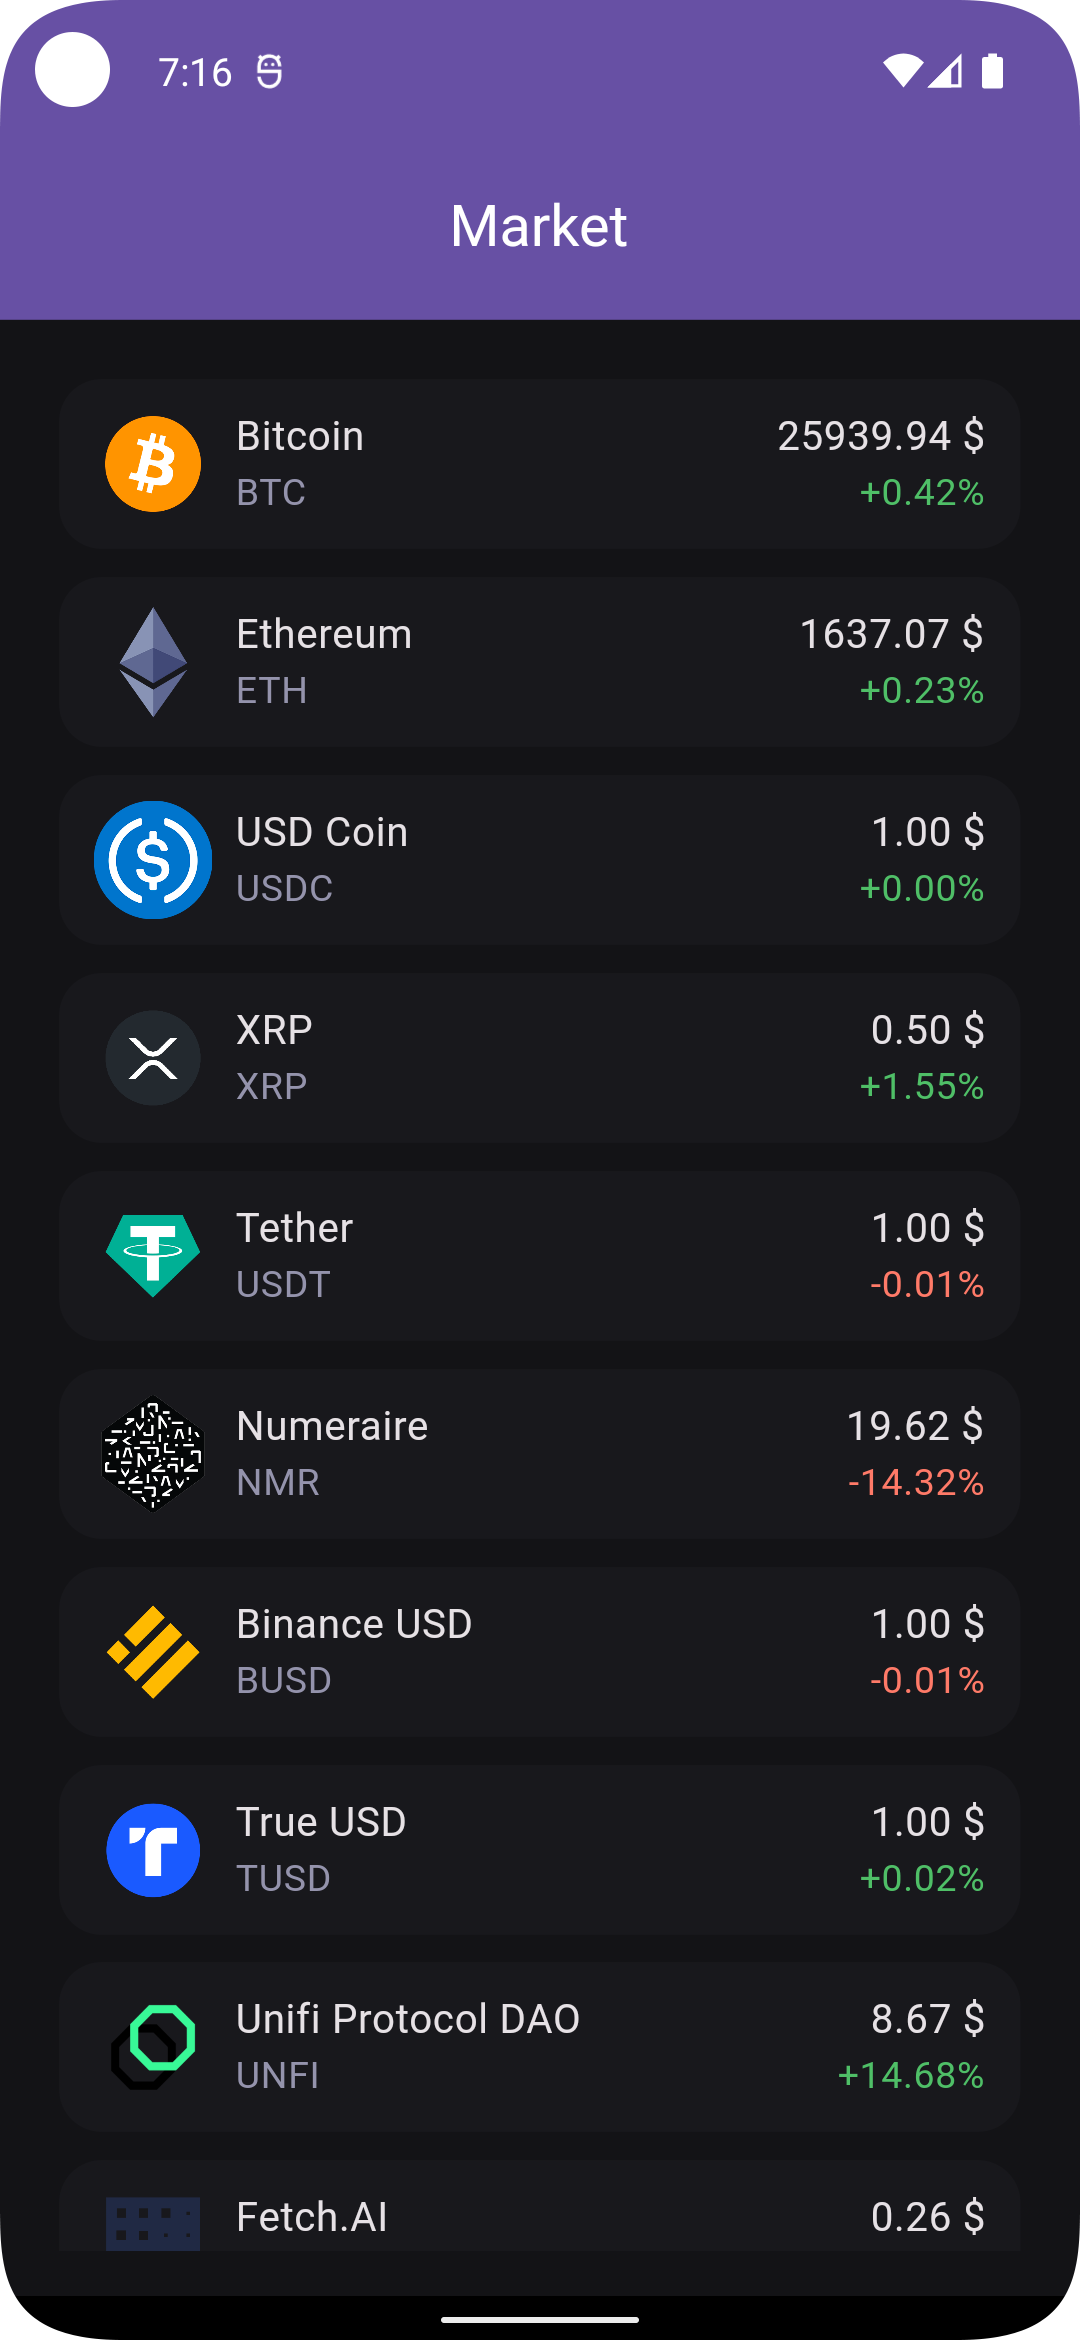 7:16
Market
Bitcoin 25939.94 $
BTC +0.42%
Ethereum 1637.07 $
ETH +0.23%
USD Coin 1.00 $
USDC +0.00%
XRP 0.50 $
XRP +1.55%
Tether 1.00 $
USDT -0.01%
Numeraire 19.62 $
NMR -14.32%
Binance USD 1.00 $
BUSD -0.01%
True USD 1.00 $
TUSD +0.02%
Unifi Protocol DAO 8.67 $
UNFI +14.68%
Fetch.AI 0.26 $